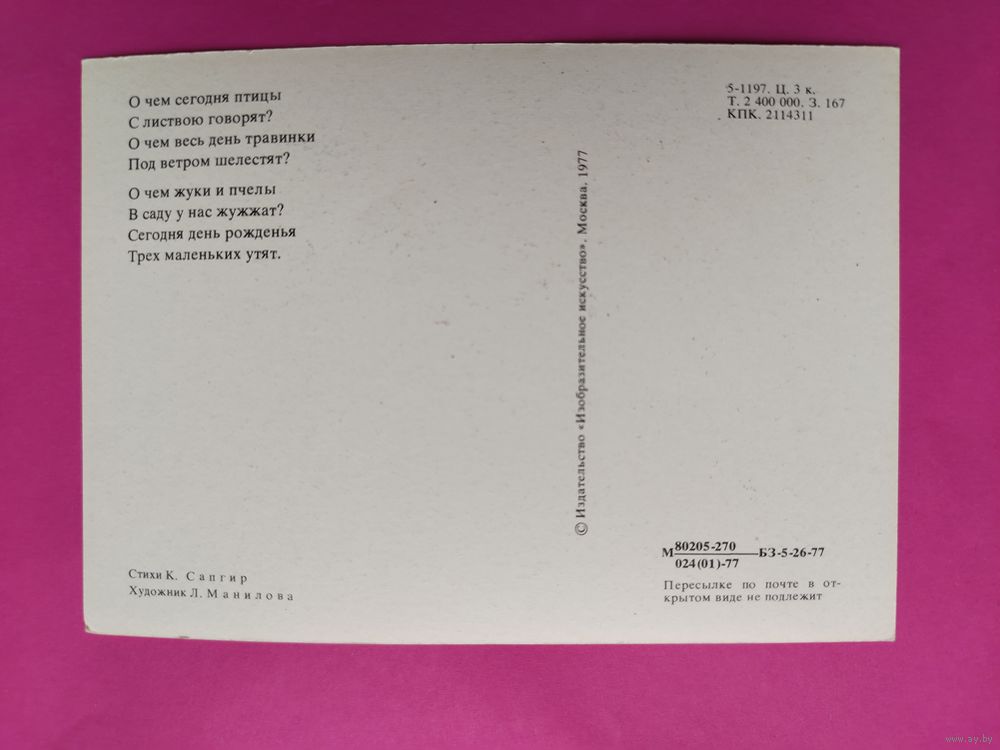 О чем сегодня птицы
С листвою говорят?
О чем весь день травинки
Под ветром шелестят?
О чем жуки и пчелы
В саду у нас жужжат?
Сегодня день рожденья
Трех маленьких утят.
Стихи К. Сапгир
Художник Л. Манилова
© Издательство «Изобразительное искусство». Москва. 1977
5-1197. Ц. 3 к.
Т. 2 400 000. З. 167
КПК. 2114311
М 80205-270 БЗ-5-26-77
024(01)-77
Пересылке по почте в от-
крытом виде не подлежит
www.ay.by